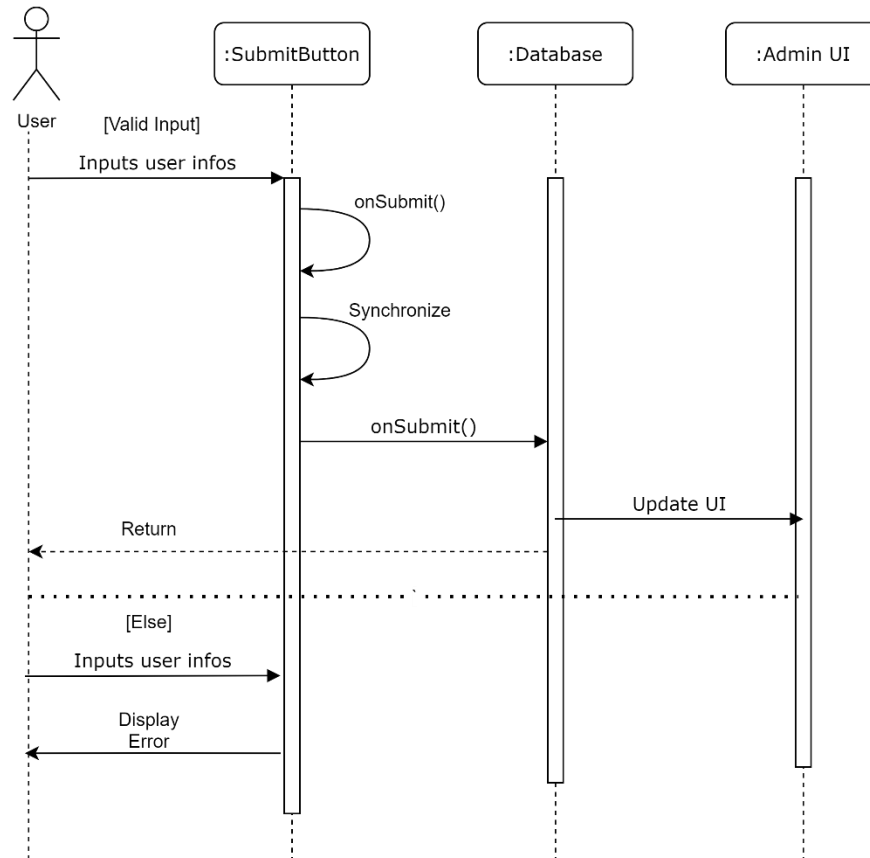 :SubmitButton
:Database
:Admin UI
User
[Valid Input]
Inputs user infos
onSubmit()
Synchronize
onSubmit()
Update UI
Return
`
[Else]
Inputs user infos
Display
Error